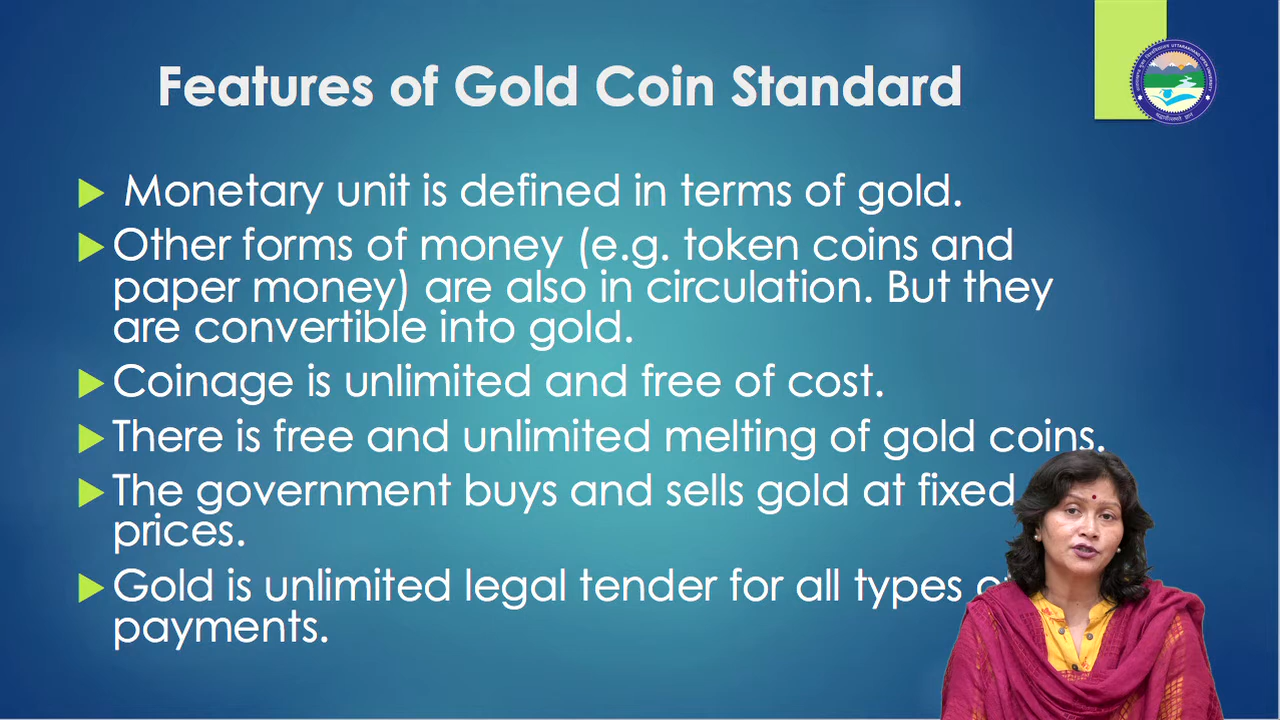 Features of Gold Coin Standard
Monetary unit is defined in terms of gold.
Other forms of money (e.g. token coins and
paper money) are also in circulation. But they
are convertible into gold.
Coinage is unlimited and free of cost.
There is free and unlimited melting of gold coins.
The government buys and sells gold at fixed
prices.
Gold is unlimited legal tender for all types
payments.